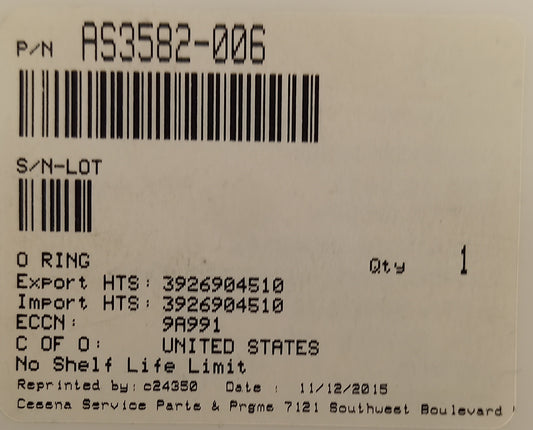 P/N AS3582-006
S/N-LOT
O RING Qty 1
Export HTS: 3926904510
Import HTS: 3926904510
ECCN: 9A991
C OF O: UNITED STATES
No Shelf Life Limit
Reprinted by: c24350 Date : 11/12/2015
Cessna Service Parts & Prgms 7121 Southwest Boulevard